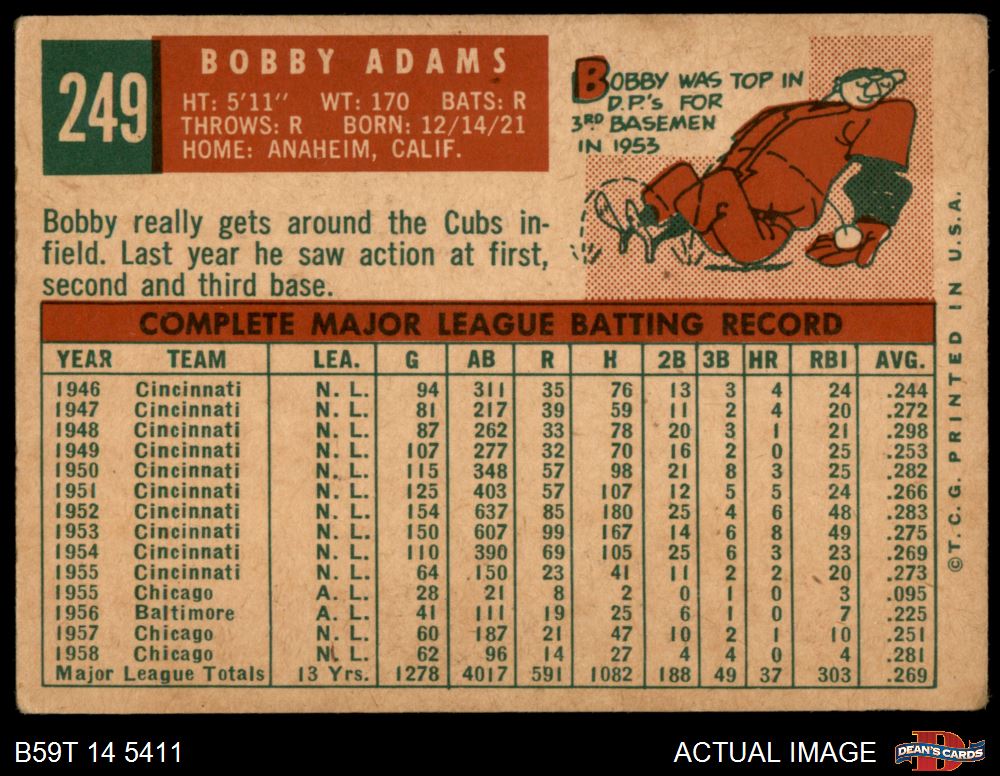 249
BOBBY ADAMS
HT: 5'11" WT: 170 BATS: R
THROWS: R BORN: 12/14/21
HOME: ANAHEIM, CALIF.
BOBBY WAS TOP IN
D.P.'s FOR
3RD BASEMEN
IN 1953
Bobby really gets around the Cubs in-
field. Last year he saw action at first,
second and third base.
COMPLETE MAJOR LEAGUE BATTING RECORD
YEAR TEAM LEA. G AB R H 2B 3B HR RBI AVG.
1946 Cincinnati N. L. 94 311 35 76 13 3 4 24 .244
1947 Cincinnati N. L. 81 217 39 59 11 2 4 20 .272
1948 Cincinnati N. L. 87 262 33 78 20 3 1 21 .298
1949 Cincinnati N. L. 107 277 32 70 16 2 0 25 .253
1950 Cincinnati N. L. 115 348 57 98 21 8 3 25 .282
1951 Cincinnati N. L. 125 403 57 107 12 5 5 24 .266
1952 Cincinnati N. L. 154 637 85 180 25 4 6 48 .283
1953 Cincinnati N. L. 150 607 99 167 14 6 8 49 .275
1954 Cincinnati N. L. 110 390 69 105 25 6 3 23 .269
1955 Cincinnati N. L. 64 150 23 41 11 2 2 20 .273
1955 Chicago A. L. 28 21 8 2 0 1 0 3 .095
1956 Baltimore A. L. 41 111 19 25 6 1 0 7 .225
1957 Chicago N. L. 60 187 21 47 10 2 1 10 .251
1958 Chicago N. L. 62 96 14 27 4 4 0 4 .281
Major League Totals 13 Yrs. 1278 4017 591 1082 188 49 37 303 .269
©T.C.G. PRINTED IN U.S.A.
B59T 14 5411
ACTUAL IMAGE
DEAN'S CARDS